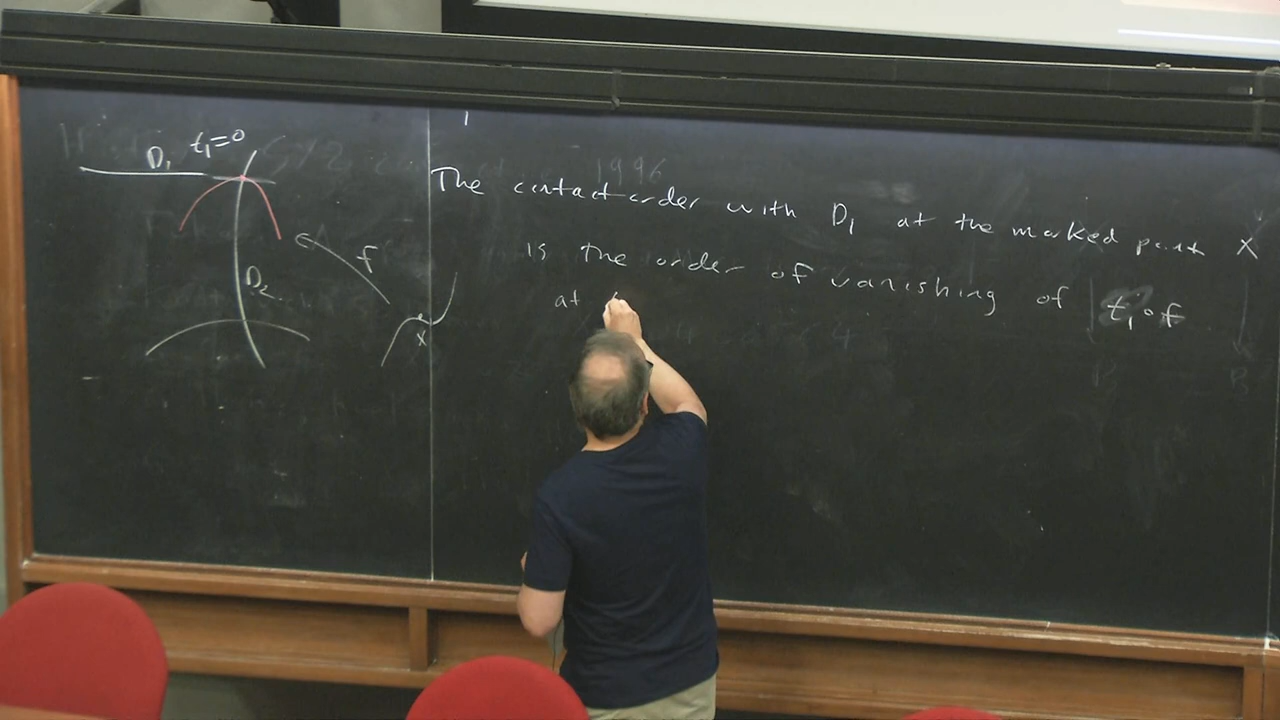 t₁=0
D₁
f
D₂
x
1996
The contact order with D₁ at the marked point x
is the order of vanishing of t₁∘f
at